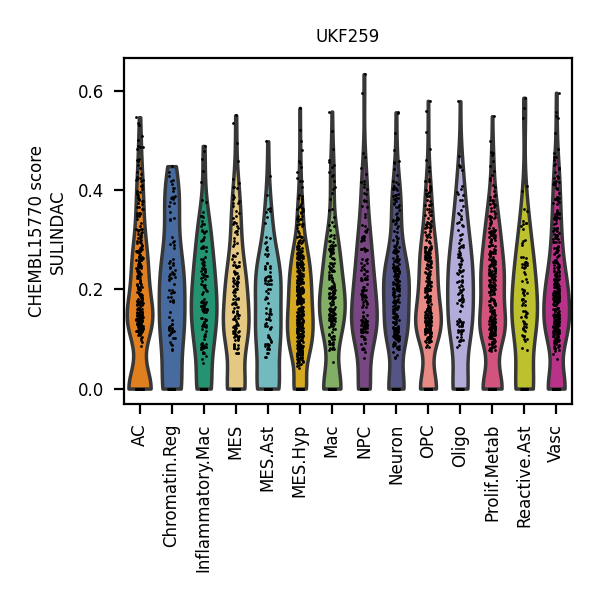 UKF259
CHEMBL15770 score
SULINDAC
0.6
0.4
0.2
0.0
AC
Chromatin.Reg
Inflammatory.Mac
MES
MES.Ast
MES.Hyp
Mac
NPC
Neuron
OPC
Oligo
Prolif.Metab
Reactive.Ast
Vasc